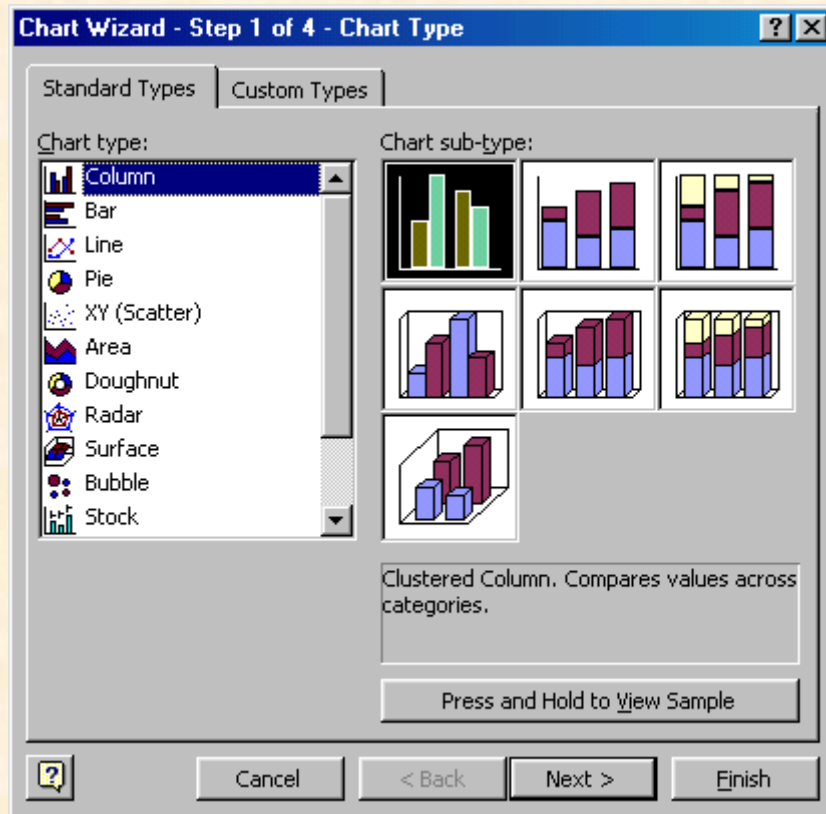 Chart Wizard - Step 1 of 4 - Chart Type
Standard Types
Custom Types
Chart type:
Column
Bar
Line
Pie
XY (Scatter)
Area
Doughnut
Radar
Surface
Bubble
Stock
Chart sub-type:
Clustered Column. Compares values across
categories.
Press and Hold to View Sample
Cancel
< Back
Next >
Finish